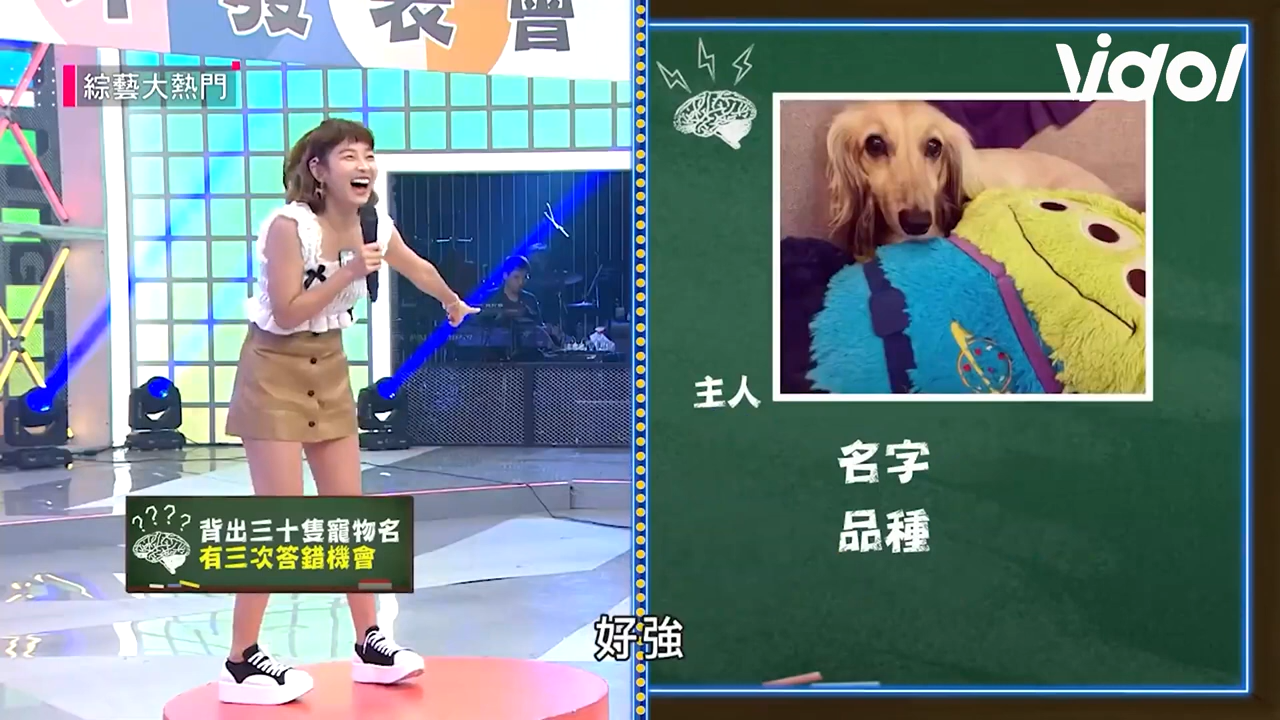 發表會
綜藝大熱門
Vidol
主人
名字
品種
????
背出三十隻寵物名
有三次答錯機會
好強